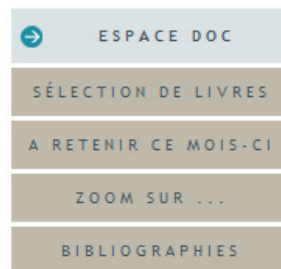 ESPACE DOC
SÉLECTION DE LIVRES
A RETENIR CE MOIS-CI
ZOOM SUR ...
BIBLIOGRAPHIES